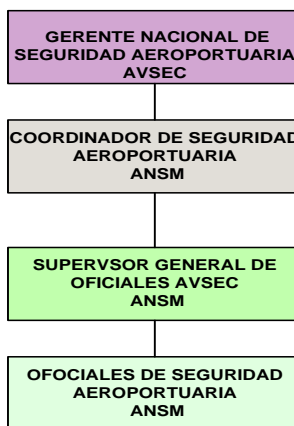 GERENTE NACIONAL DE
SEGURIDAD AEROPORTUARIA
AVSEC
COORDINADOR DE SEGURIDAD
AEROPORTUARIA
ANSM
SUPERVSOR GENERAL DE
OFICIALES AVSEC
ANSM
OFOCIALES DE SEGURIDAD
AEROPORTUARIA
ANSM